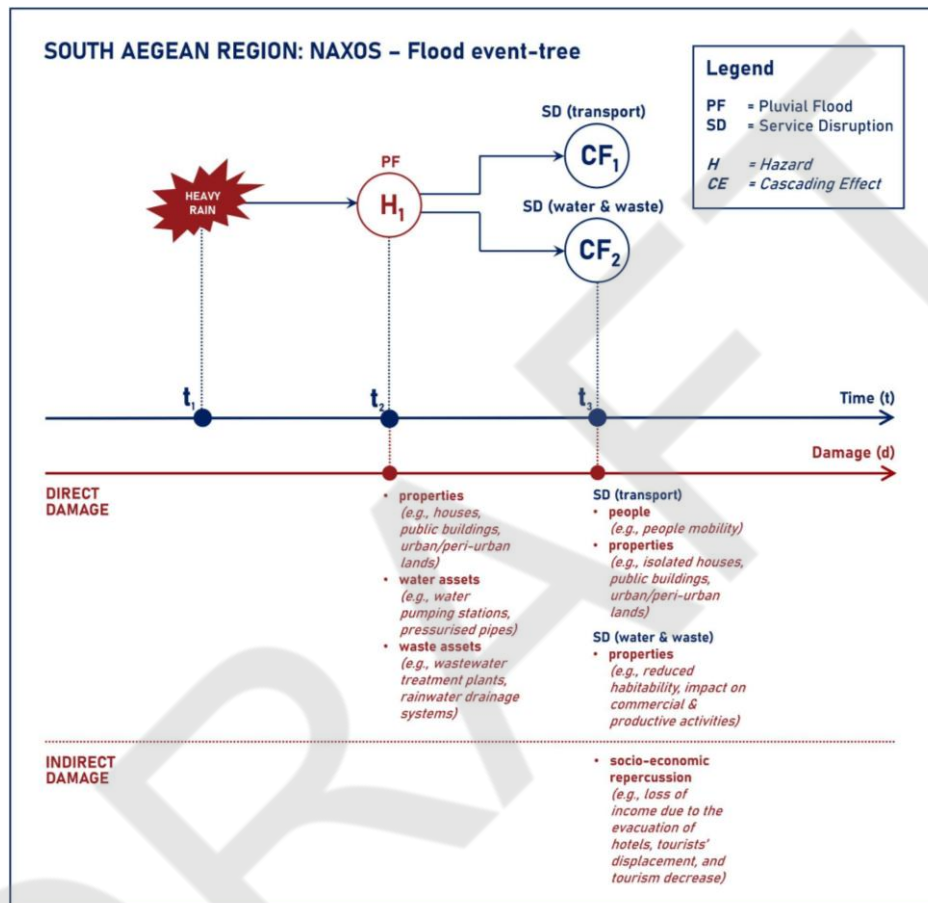 SOUTH AEGEAN REGION: NAXOS – Flood event-tree
Legend
PF = Pluvial Flood
SD = Service Disruption
H = Hazard
CE = Cascading Effect
SD (transport)
CF1
PF
HEAVY
RAIN
H1
SD (water & waste)
CF2
t1
t2
t3
Time (t)
Damage (d)
DIRECT
DAMAGE
• properties
(e.g., houses,
public buildings,
urban/peri-urban
lands)
• water assets
(e.g., water
pumping stations,
pressurised pipes)
• waste assets
(e.g., wastewater
treatment plants,
rainwater drainage
systems)
SD (transport)
• people
(e.g., people mobility)
• properties
(e.g., isolated houses,
public buildings,
urban/peri-urban
lands)
SD (water & waste)
• properties
(e.g., reduced
habitability, impact on
commercial &
productive activities)
INDIRECT
DAMAGE
• socio-economic
repercussion
(e.g., loss of
income due to the
evacuation of
hotels, tourists'
displacement, and
tourism decrease)
DRAFT